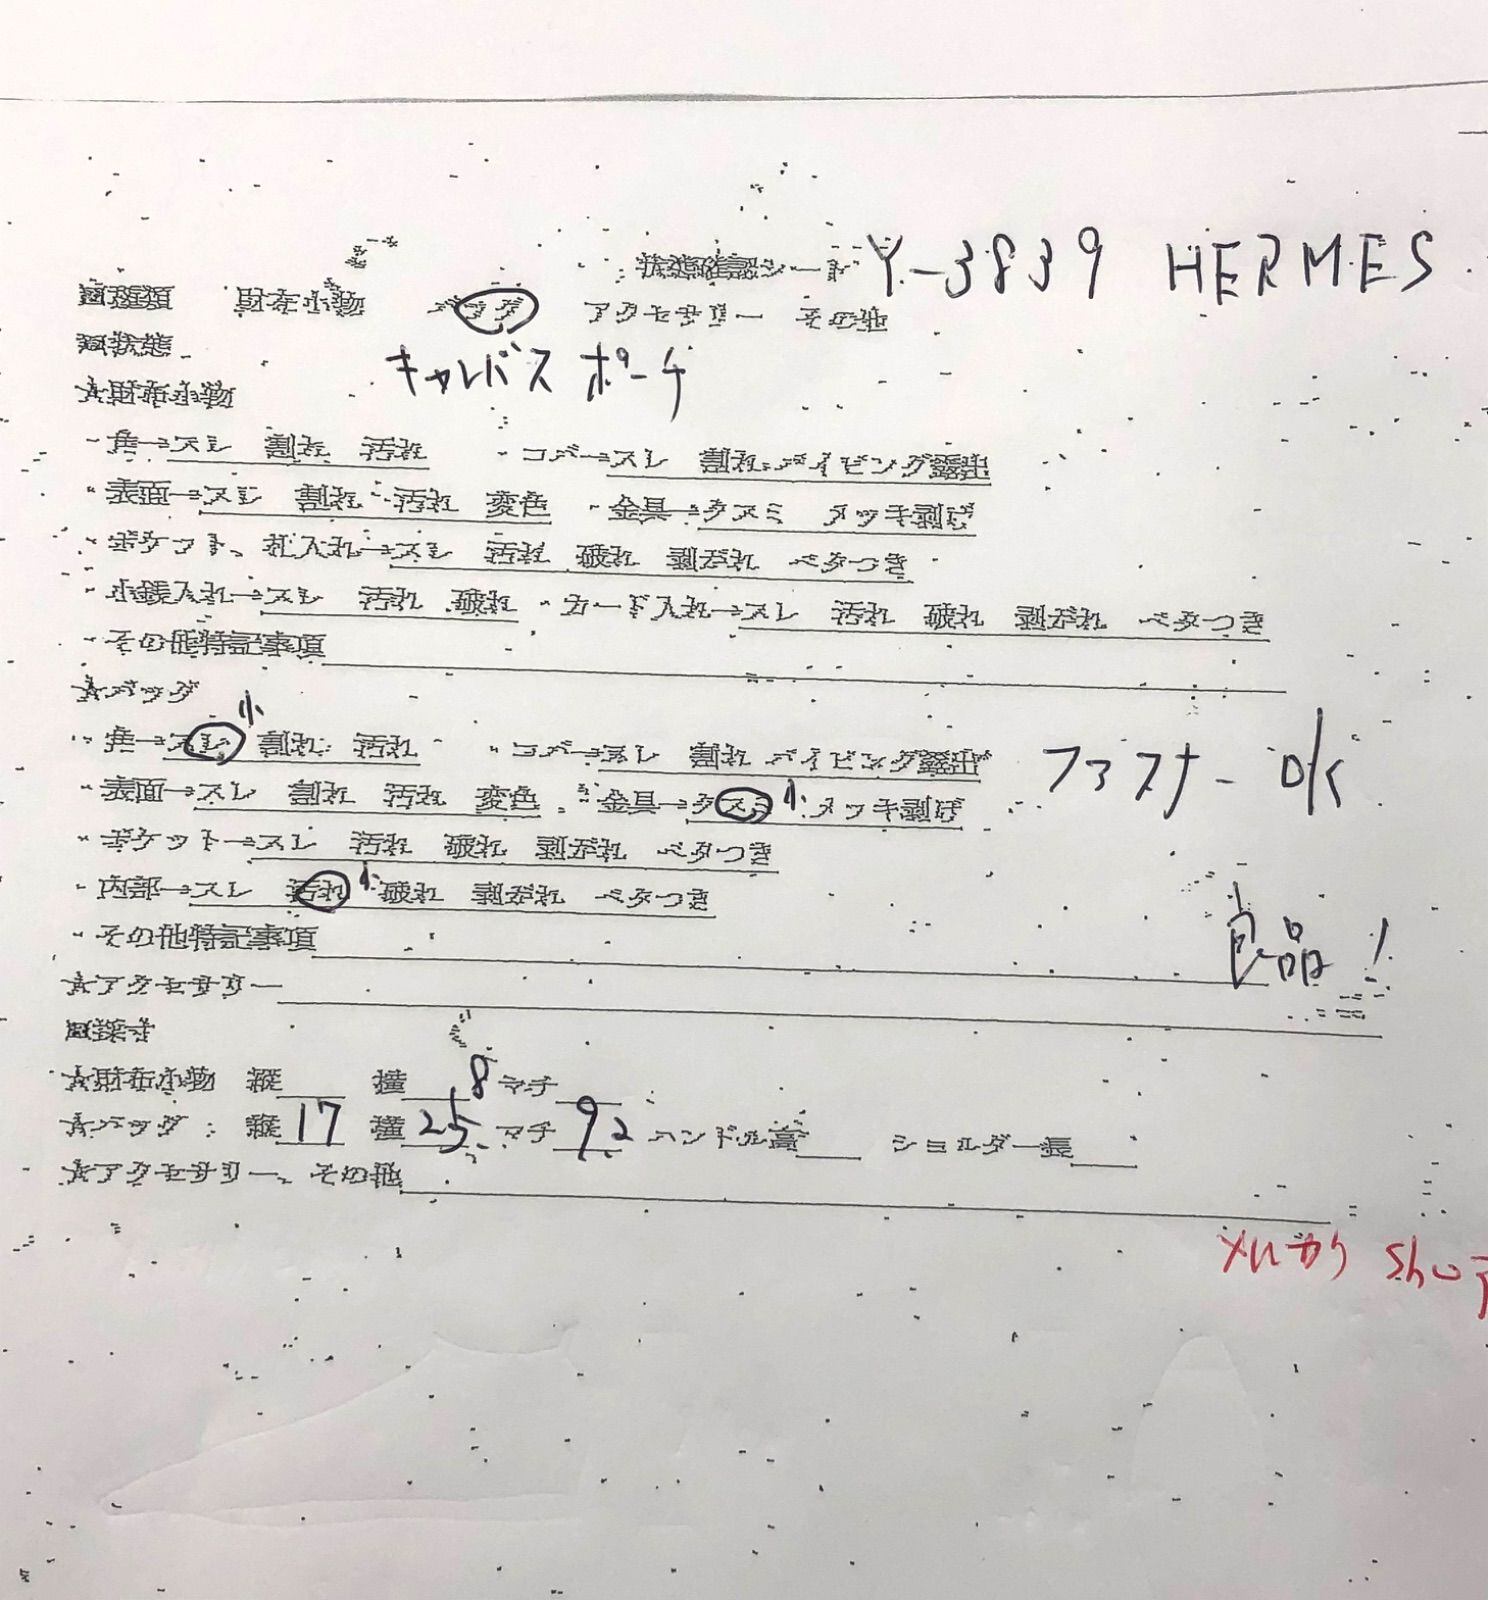 状態確認シート Y-3839 HERMES
□種類 財布小物 バッグ アクセサリー その他
□状態 キャンバス ポーチ
★財布小物
・角→スレ 割れ 汚れ ・コバ→スレ 割れ パイピング露出
・表面→スレ 割れ 汚れ 変色 ・金具→クスミ メッキ剥げ
・ポケット、札入れ→スレ 汚れ 破れ 剥がれ ベタつき
・小銭入れ→スレ 汚れ 破れ ・カード入れ→スレ 汚れ 破れ 剥がれ ベタつき
・その他特記事項
★バッグ
・角→スレ 小 割れ 汚れ ・コバ→スレ 割れ パイピング露出 ファスナー OK
・表面→スレ 割れ 汚れ 変色 ・金具→クスミ 小 メッキ剥げ
・ポケット→スレ 汚れ 破れ 剥がれ ベタつき
・内部→スレ 汚れ 小 破れ 剥がれ ベタつき
・その他特記事項 良品!
★アクセサリー
□採寸
★財布小物 縦 横 8 マチ
★バッグ 縦 17 横 25 マチ 92 ハンドル高 ショルダー長
★アクセサリー、その他
メルカリ shop